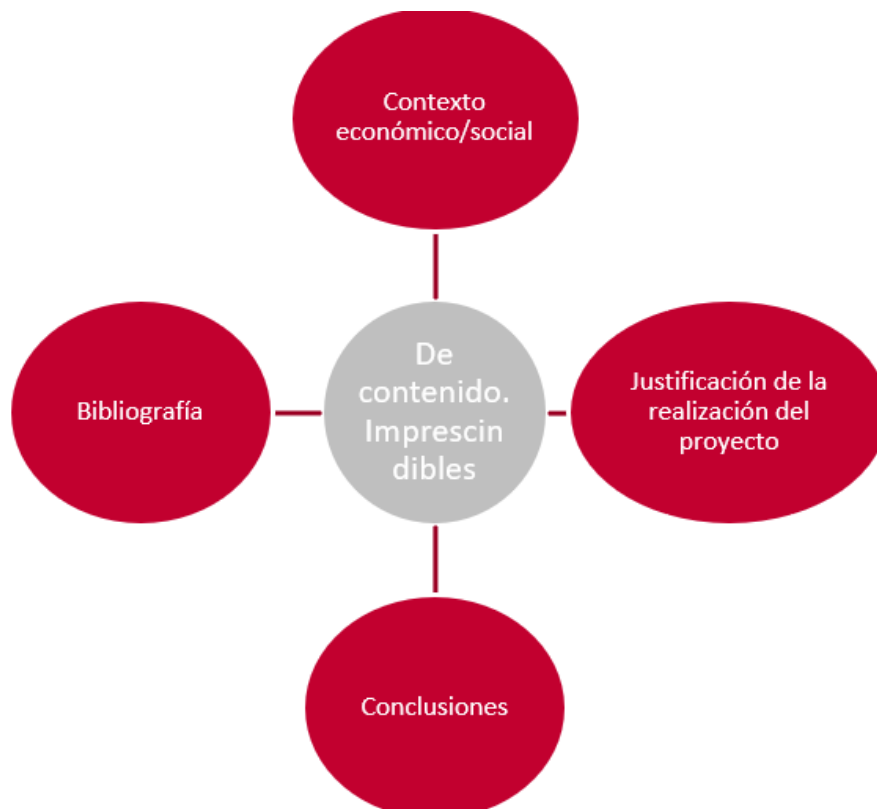 Contexto
económico/social
Bibliografía
De
contenido.
Imprescin
dibles
Justificación de la
realización del
proyecto
Conclusiones